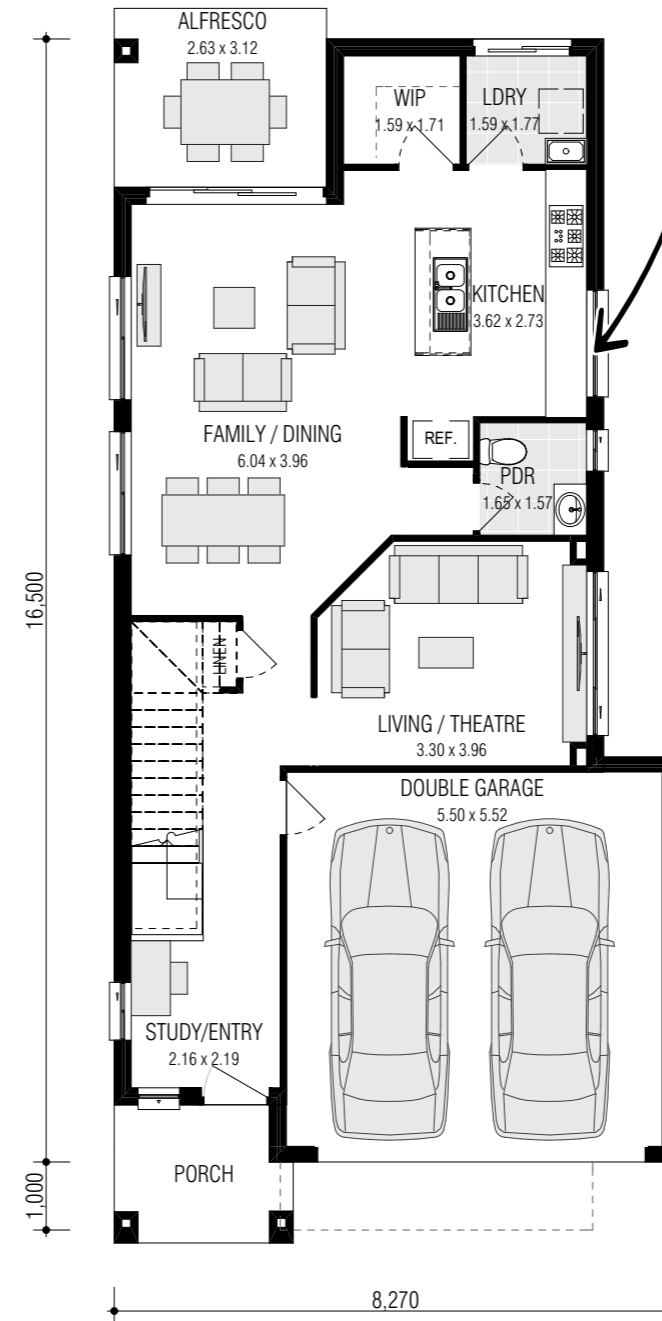 ALFRESCO
2.63 x 3.12
WIP
1.59 x 1.71
LDRY
1.59 x 1.77
KITCHEN
3.62 x 2.73
FAMILY / DINING
6.04 x 3.96
REF.
PDR
1.65 x 1.57
16,500
LINEN
LIVING / THEATRE
3.30 x 3.96
DOUBLE GARAGE
5.50 x 5.52
STUDY/ENTRY
2.16 x 2.19
PORCH
1,000
8,270